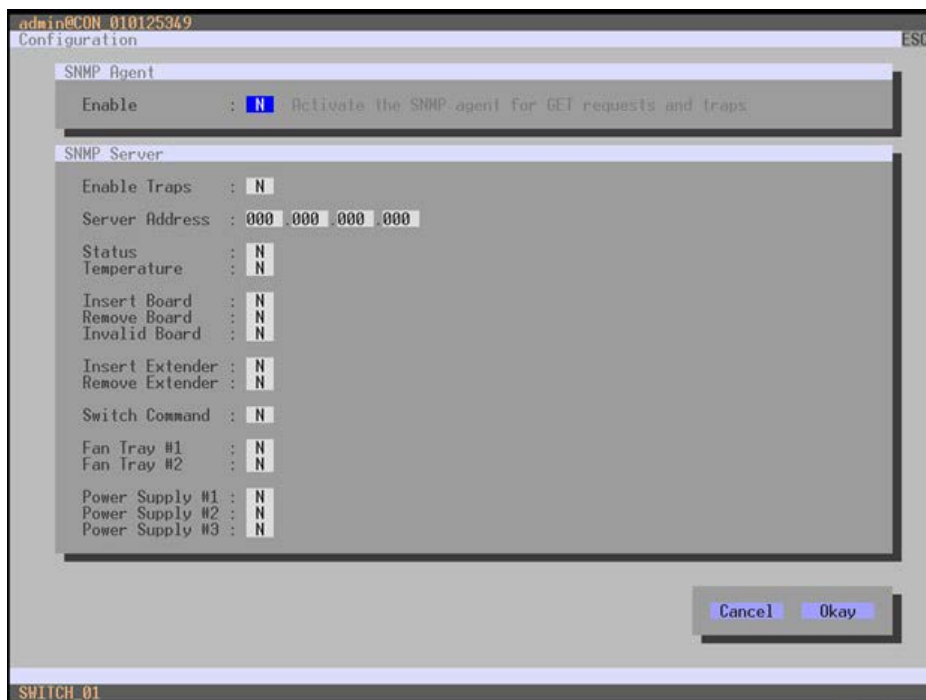 admin@CON_010125349
Configuration ESC
SNMP Agent
Enable : N Activate the SNMP agent for GET requests and traps
SNMP Server
Enable Traps : N
Server Address : 000 .000 .000 .000
Status : N
Temperature : N
Insert Board : N
Remove Board : N
Invalid Board : N
Insert Extender : N
Remove Extender : N
Switch Command : N
Fan Tray #1 : N
Fan Tray #2 : N
Power Supply #1 : N
Power Supply #2 : N
Power Supply #3 : N
Cancel Okay
SWITCH_01